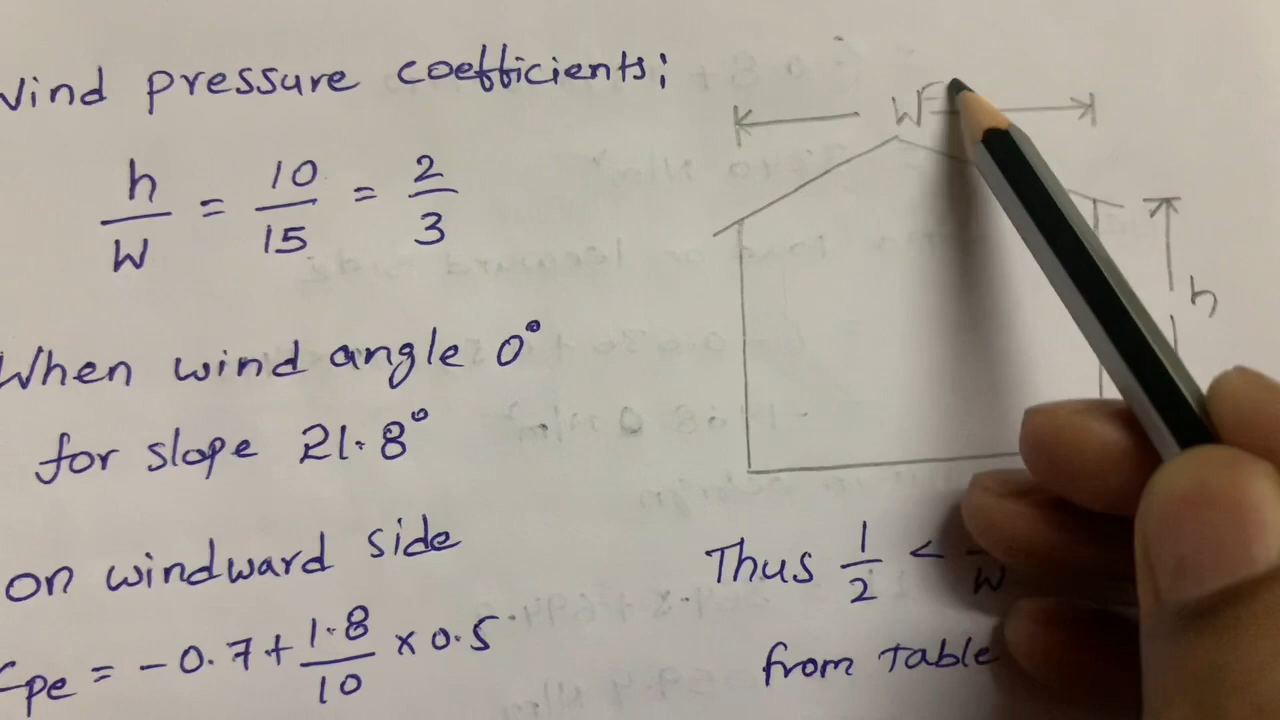 Wind pressure coefficients;
h/W = 10/15 = 2/3
When wind angle 0°
for slope 21.8°
on windward side
Cpe = -0.7 + 1.8/10 × 0.5
W
h
Thus 1/2 < /W
from table